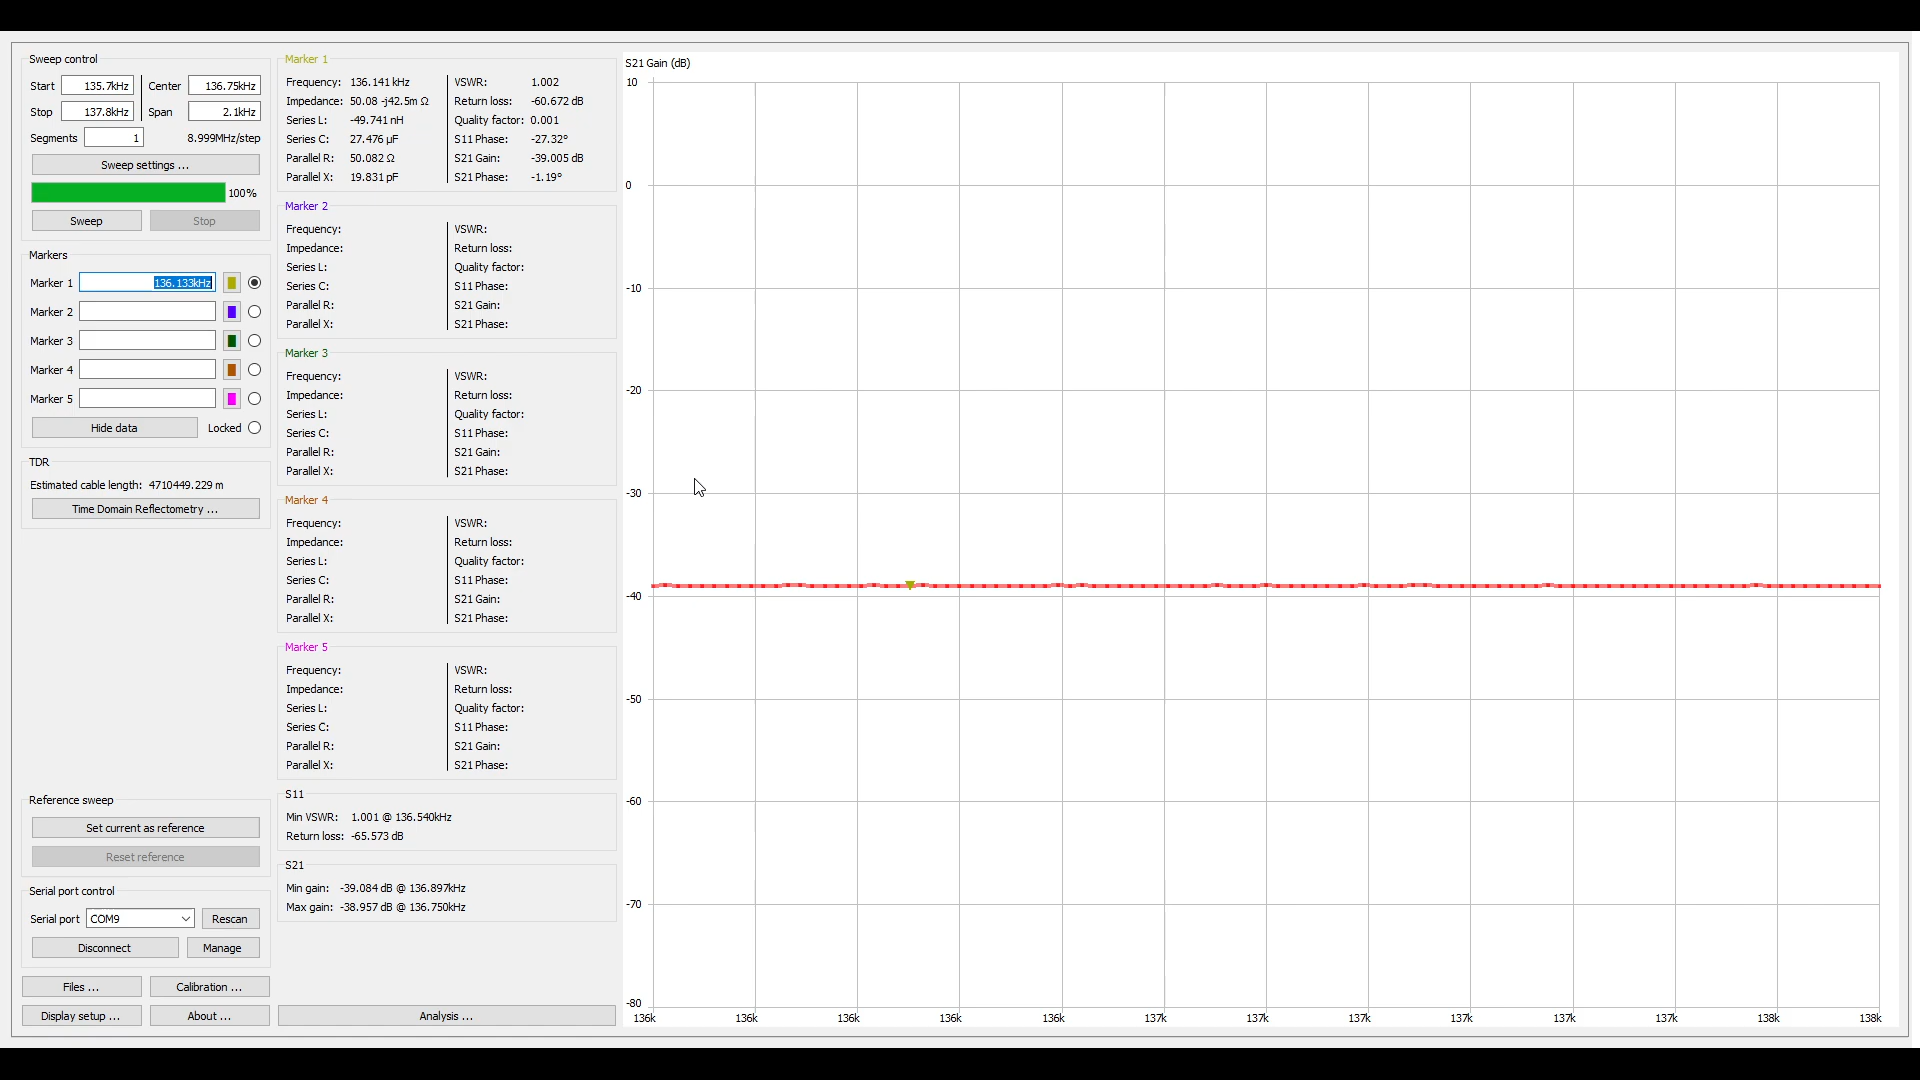 Sweep control
Start 135.7kHz Center 136.75kHz
Stop 137.8kHz Span 2.1kHz
Segments 1 8.999MHz/step
Sweep settings ...
100%
Sweep Stop
Markers
Marker 1 136.133kHz
Marker 2
Marker 3
Marker 4
Marker 5
Hide data Locked
TDR
Estimated cable length: 4710449.229 m
Time Domain Reflectometry ...
Reference sweep
Set current as reference
Reset reference
Serial port control
Serial port COM9 Rescan
Disconnect Manage
Files ... Calibration ...
Display setup ... About ...
Marker 1
Frequency: 136.141 kHz VSWR: 1.002
Impedance: 50.08 -j42.5m Ω Return loss: -60.672 dB
Series L: -49.741 nH Quality factor: 0.001
Series C: 27.476 µF S11 Phase: -27.32°
Parallel R: 50.082 Ω S21 Gain: -39.005 dB
Parallel X: 19.831 pF S21 Phase: -1.19°
Marker 2
Frequency: VSWR:
Impedance: Return loss:
Series L: Quality factor:
Series C: S11 Phase:
Parallel R: S21 Gain:
Parallel X: S21 Phase:
Marker 3
Frequency: VSWR:
Impedance: Return loss:
Series L: Quality factor:
Series C: S11 Phase:
Parallel R: S21 Gain:
Parallel X: S21 Phase:
Marker 4
Frequency: VSWR:
Impedance: Return loss:
Series L: Quality factor:
Series C: S11 Phase:
Parallel R: S21 Gain:
Parallel X: S21 Phase:
Marker 5
Frequency: VSWR:
Impedance: Return loss:
Series L: Quality factor:
Series C: S11 Phase:
Parallel R: S21 Gain:
Parallel X: S21 Phase:
S11
Min VSWR: 1.001 @ 136.540kHz
Return loss: -65.573 dB
S21
Min gain: -39.084 dB @ 136.897kHz
Max gain: -38.957 dB @ 136.750kHz
Analysis ...
S21 Gain (dB)
10
0
-10
-20
-30
-40
-50
-60
-70
-80
136k 136k 136k 136k 136k 137k 137k 137k 137k 137k 137k 138k 138k